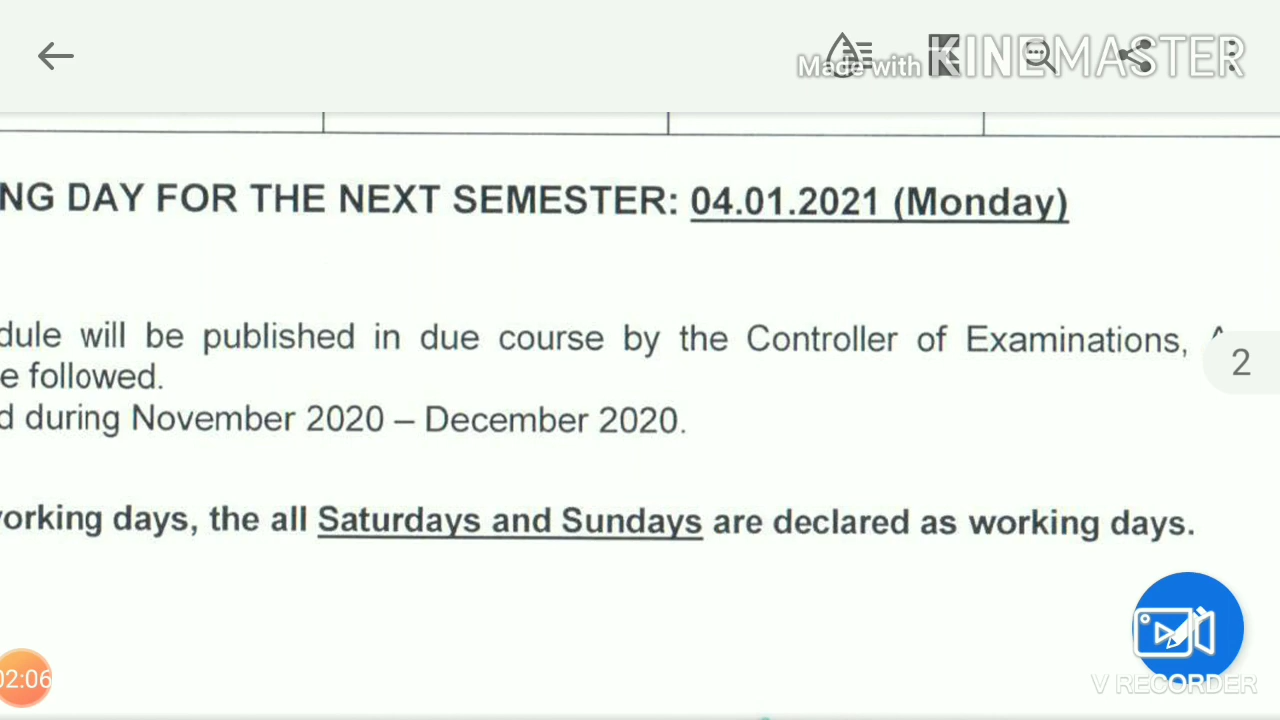 Made with KINEMASTER
NG DAY FOR THE NEXT SEMESTER: 04.01.2021 (Monday)
dule will be published in due course by the Controller of Examinations,
e followed.
d during November 2020 – December 2020.
orking days, the all Saturdays and Sundays are declared as working days.
2
02:06
V RECORDER